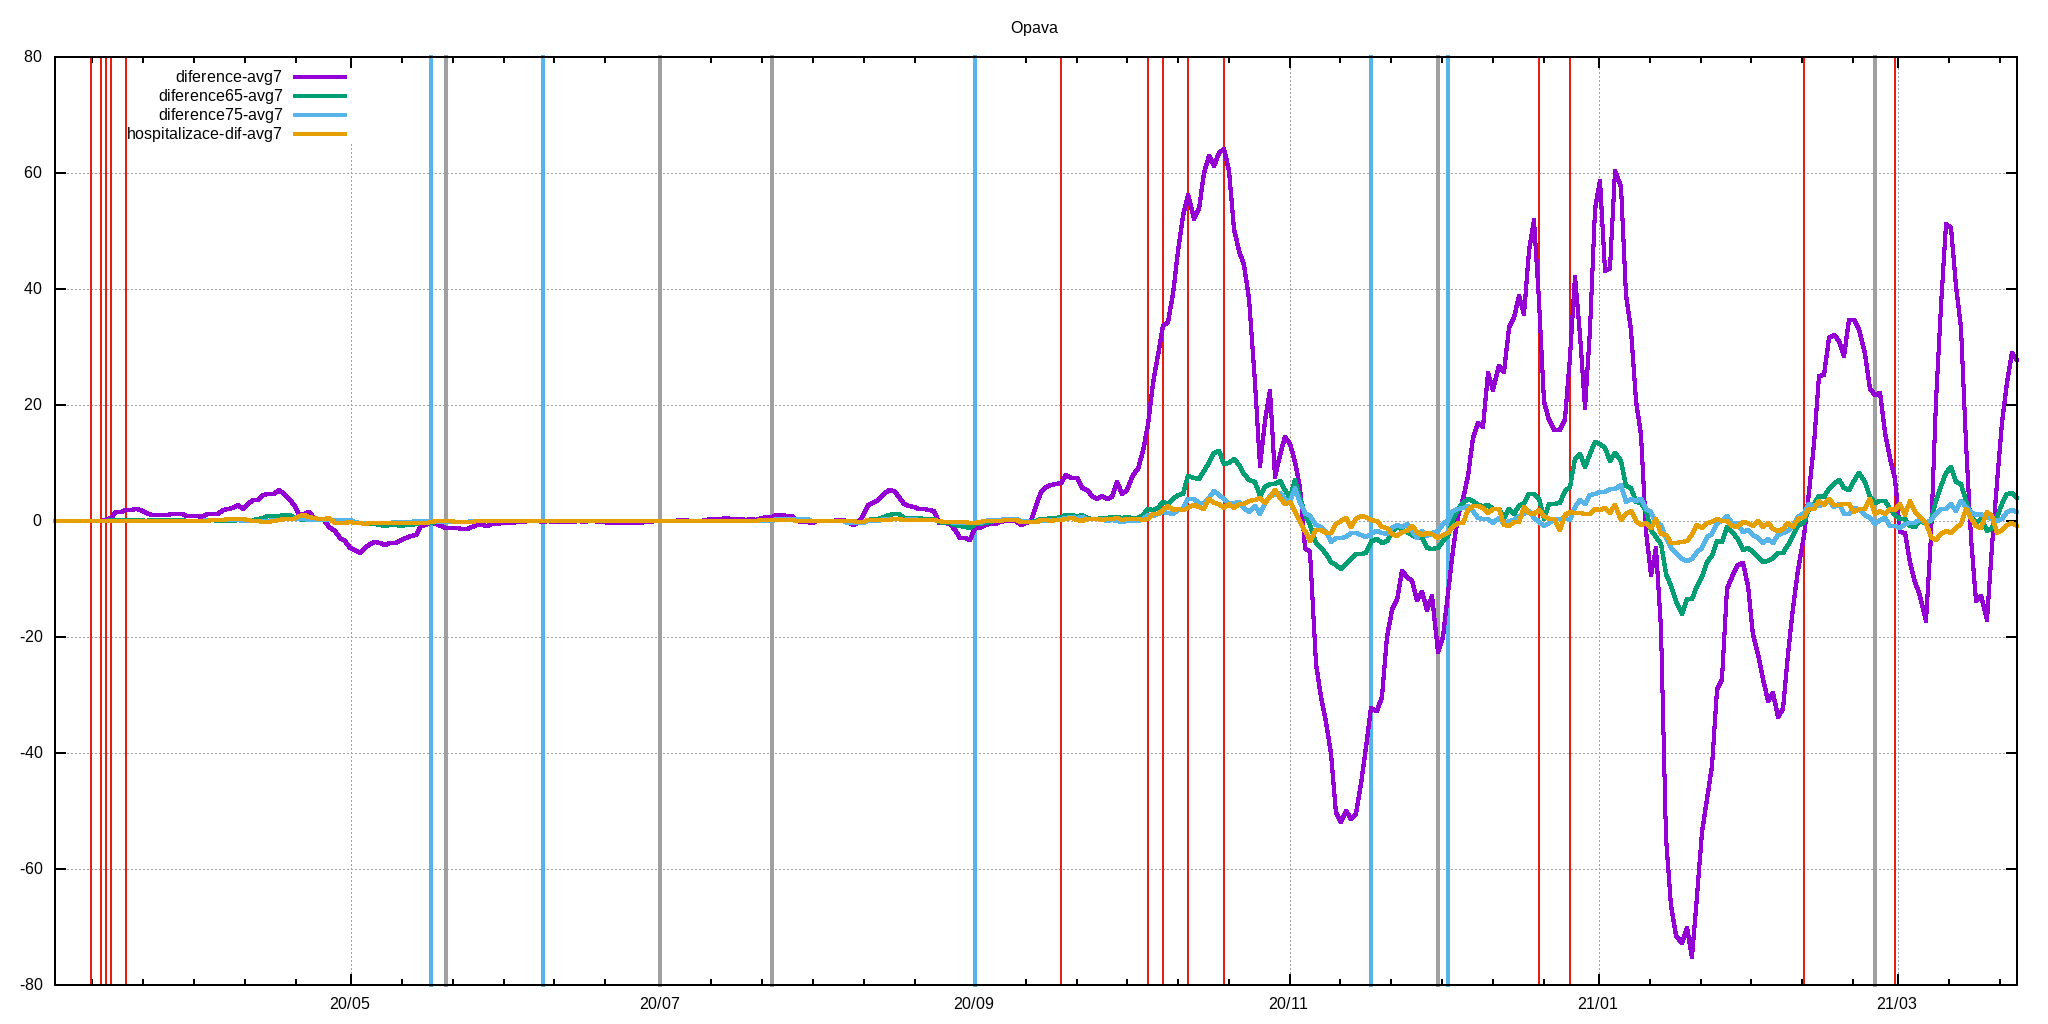 Opava
diference-avg7
diference65-avg7
diference75-avg7
hospitalizace-dif-avg7
80
60
40
20
0
-20
-40
-60
-80
20/05 20/07 20/09 20/11 21/01 21/03